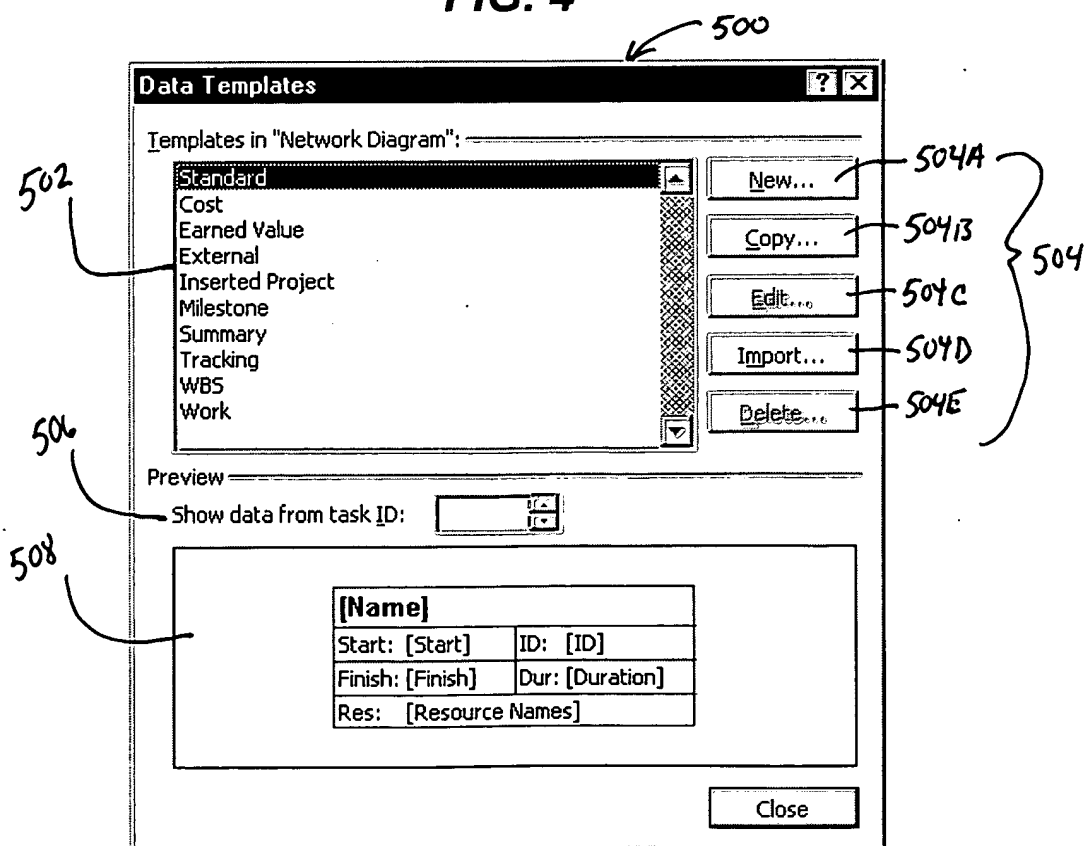 FIG. 4
500
Data Templates ? X
Templates in "Network Diagram":
502
Standard
Cost
Earned Value
External
Inserted Project
Milestone
Summary
Tracking
WBS
Work
New... 504A
Copy... 504B
Edit... 504C
Import... 504D
Delete... 504E
504
Preview
506
Show data from task ID:
508
[Name]
Start: [Start] ID: [ID]
Finish: [Finish] Dur: [Duration]
Res: [Resource Names]
Close